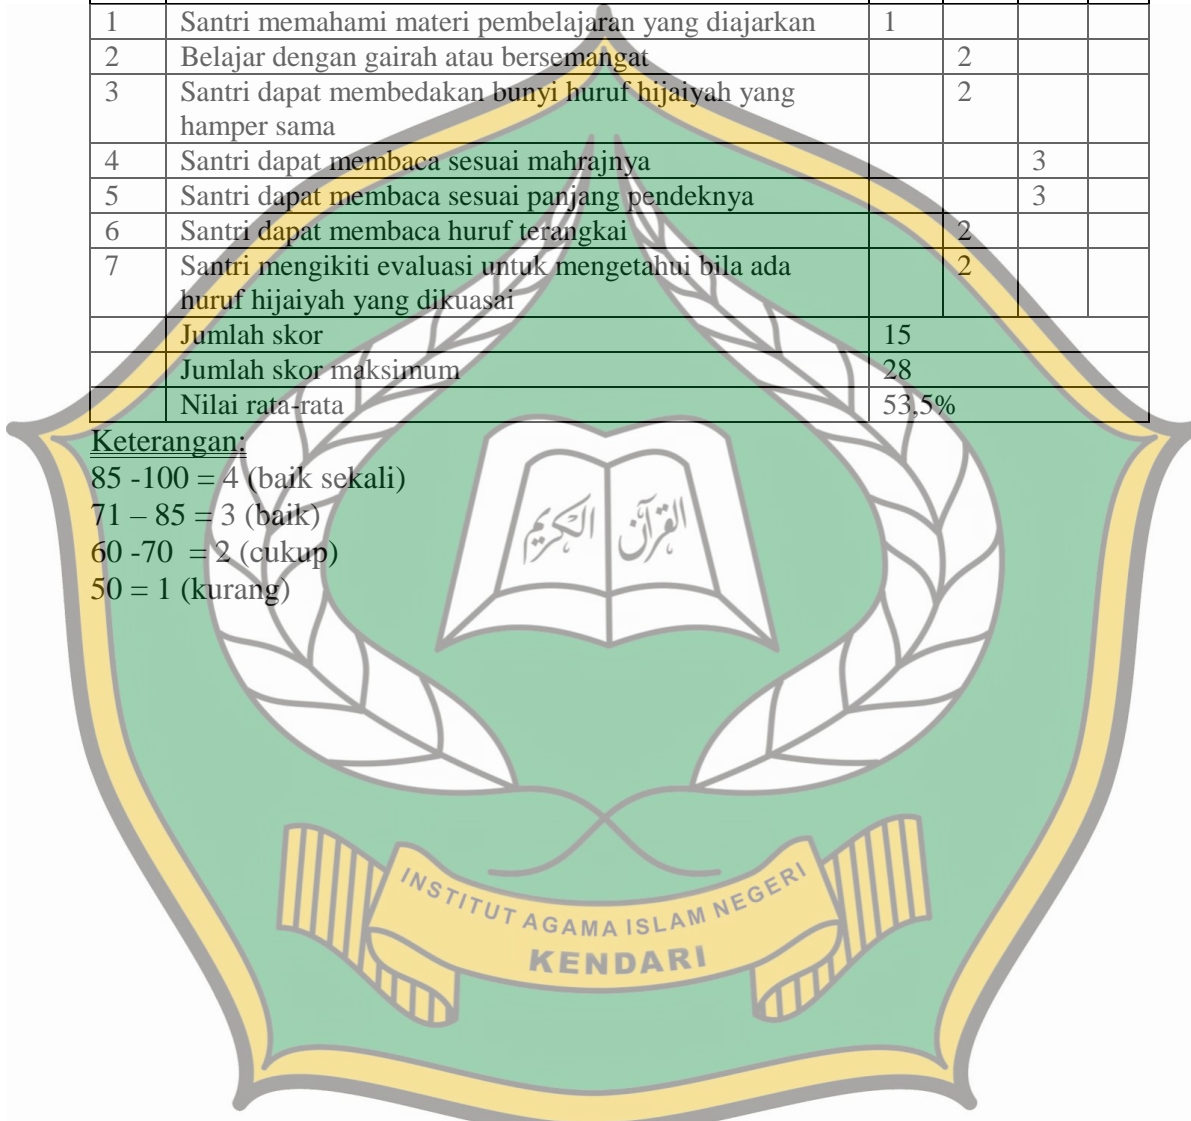 1 Santri memahami materi pembelajaran yang diajarkan 1
2 Belajar dengan gairah atau bersemangat 2
3 Santri dapat membedakan bunyi huruf hijaiyah yang 2
hamper sama
4 Santri dapat membaca sesuai mahrajnya 3
5 Santri dapat membaca sesuai panjang pendeknya 3
6 Santri dapat membaca huruf terangkai 2
7 Santri mengikiti evaluasi untuk mengetahui bila ada 2
huruf hijaiyah yang dikuasai
Jumlah skor 15
Jumlah skor maksimum 28
Nilai rata-rata 53,5%
Keterangan:
85 -100 = 4 (baik sekali)
71 – 85 = 3 (baik)
60 -70 = 2 (cukup)
50 = 1 (kurang)
القرآن الكريم
INSTITUT AGAMA ISLAM NEGERI
KENDARI